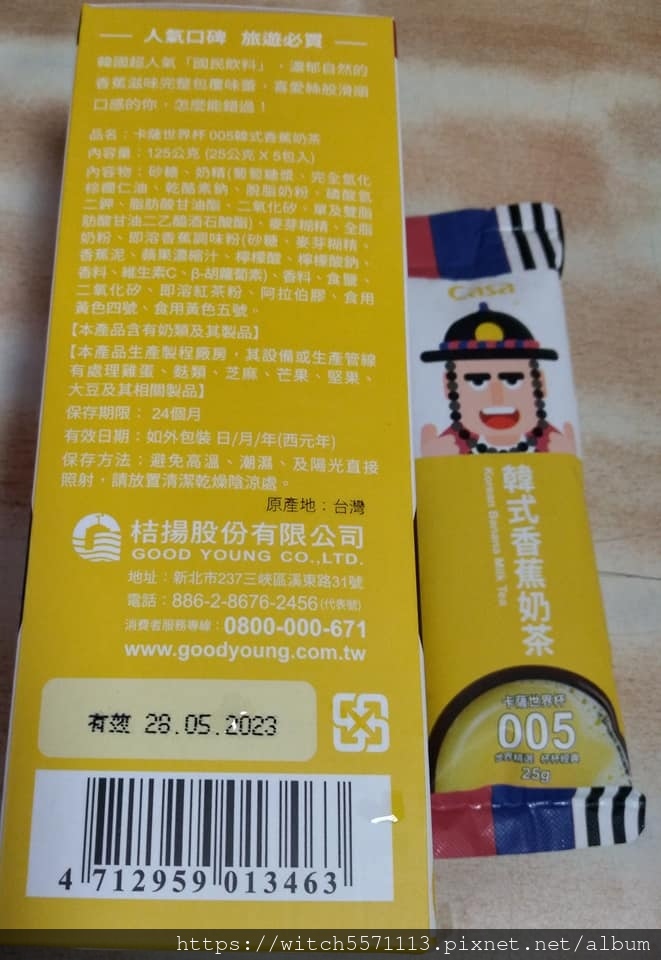 人氣口碑 旅遊必買
韓國超人氣「國民飲料」，濃郁自然的
香蕉滋味完整包覆味蕾，喜愛絲般滑順
口感的你，怎麼能錯過！
品名：卡薩世界杯 005韓式香蕉奶茶
內容量：125公克 (25公克 X 5包入)
內容物：砂糖、奶精(葡萄糖漿、完全氫化
棕櫚仁油、乾酪素鈉、脫脂奶粉、磷酸氫
二鉀、脂肪酸甘油酯、二氧化矽、單及雙脂
肪酸甘油二乙醯酒石酸酯)、麥芽糊精、全脂
奶粉、即溶香蕉調味粉(砂糖、麥芽糊精、
香蕉泥、蘋果濃縮汁、檸檬酸、檸檬酸鈉、
香料、維生素C、β-胡蘿蔔素)、香料、食鹽、
二氧化矽、即溶紅茶粉、阿拉伯膠、食用
黃色四號、食用黃色五號。
【本產品含有奶類及其製品】
【本產品生產製程廠房，其設備或生產管線
有處理雞蛋、麩類、芝麻、芒果、堅果、
大豆及其相關製品】
保存期限： 24個月
有效日期：如外包裝 日/月/年(西元年)
保存方法：避免高溫、潮濕、及陽光直接
照射，請放置清潔乾燥陰涼處。
原產地：台灣
桔揚股份有限公司
GOOD YOUNG CO.,LTD.
地址：新北市237三峽區溪東路31號
電話：886-2-8676-2456(代表號)
消費者服務專線：0800-000-671
www.goodyoung.com.tw
有效 28.05.2023
4 712959 013463
Casa
韓式香蕉奶茶
Korean Banana Milk Tea
卡薩世界杯
005
世界精選 杯杯經典
25g
https://witch5571113.pixnet.net/album